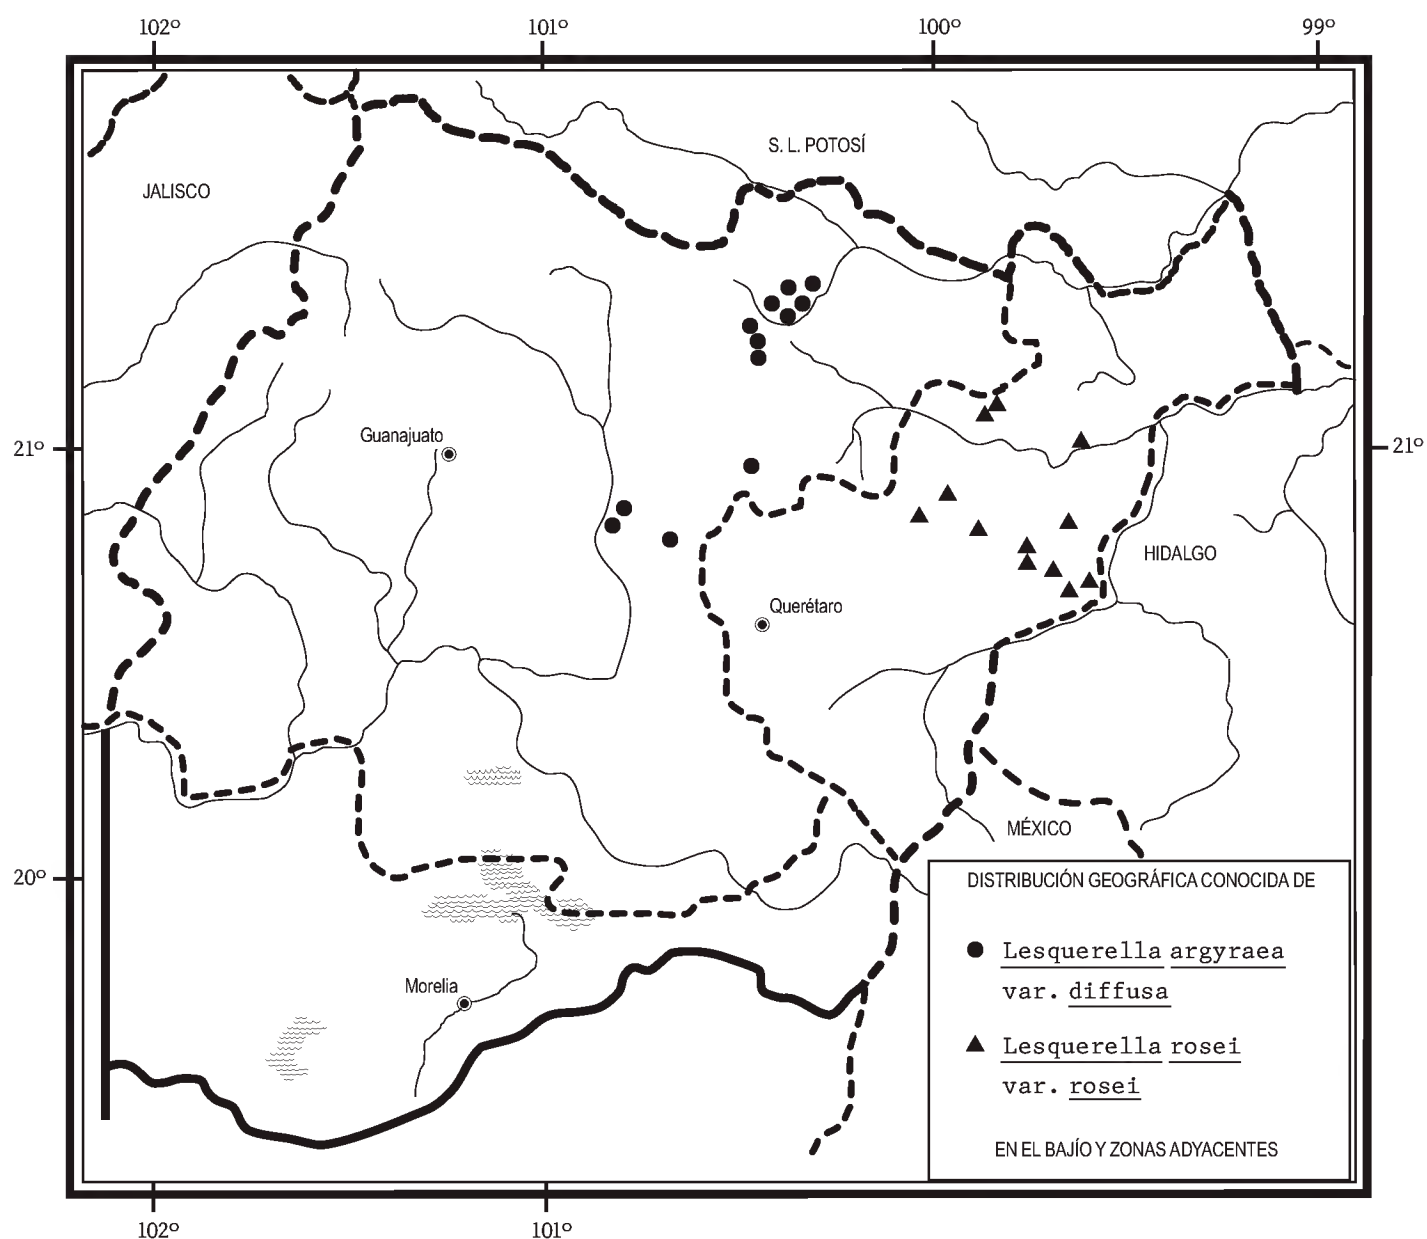 102º 101º 100º 99º
S. L. POTOSÍ
JALISCO
Guanajuato
21º 21º
HIDALGO
Querétaro
MÉXICO
20º
DISTRIBUCIÓN GEOGRÁFICA CONOCIDA DE
Lesquerella argyraea
var. diffusa
Morelia
Lesquerella rosei
var. rosei
EN EL BAJÍO Y ZONAS ADYACENTES
102º 101º